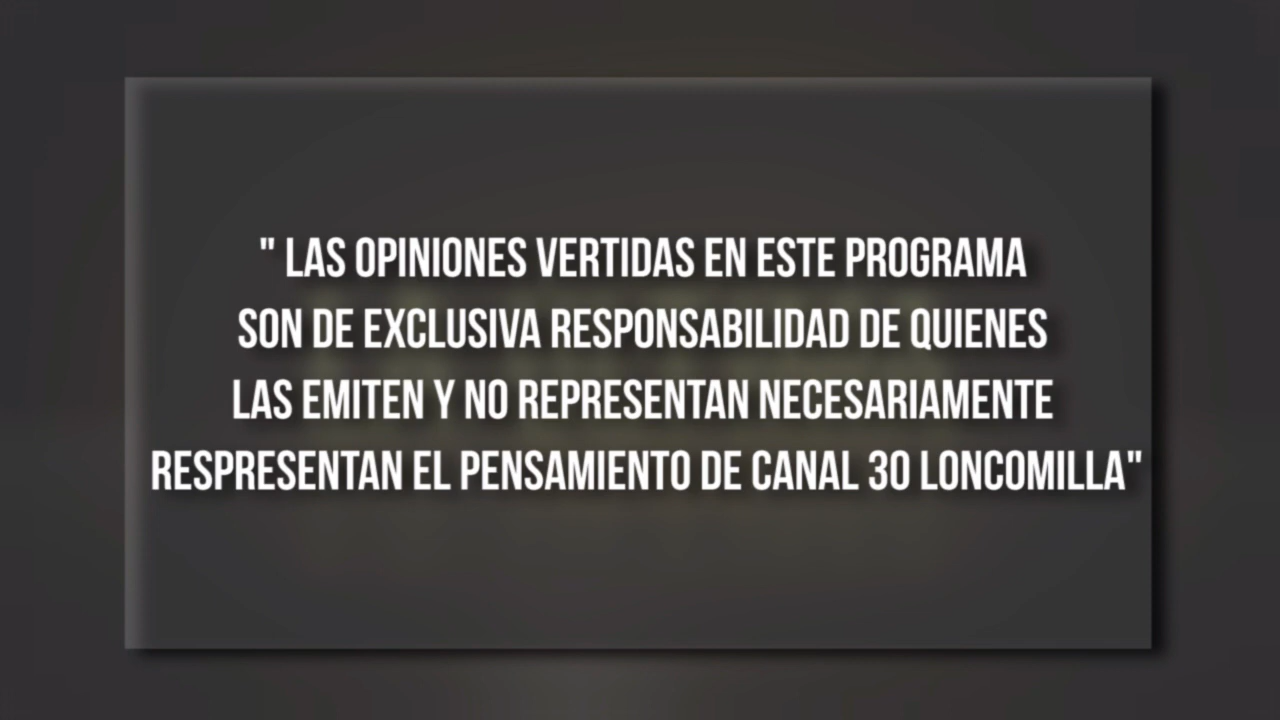 " LAS OPINIONES VERTIDAS EN ESTE PROGRAMA
SON DE EXCLUSIVA RESPONSABILIDAD DE QUIENES
LAS EMITEN Y NO REPRESENTAN NECESARIAMENTE
RESPRESENTAN EL PENSAMIENTO DE CANAL 30 LONCOMILLA"